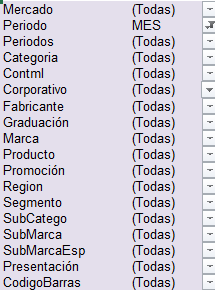 Mercado (Todas)
Periodo MES
Periodos (Todas)
Categoria (Todas)
Contml (Todas)
Corporativo (Todas)
Fabricante (Todas)
Graduación (Todas)
Marca (Todas)
Producto (Todas)
Promoción (Todas)
Region (Todas)
Segmento (Todas)
SubCatego (Todas)
SubMarca (Todas)
SubMarcaEsp (Todas)
Presentación (Todas)
CodigoBarras (Todas)